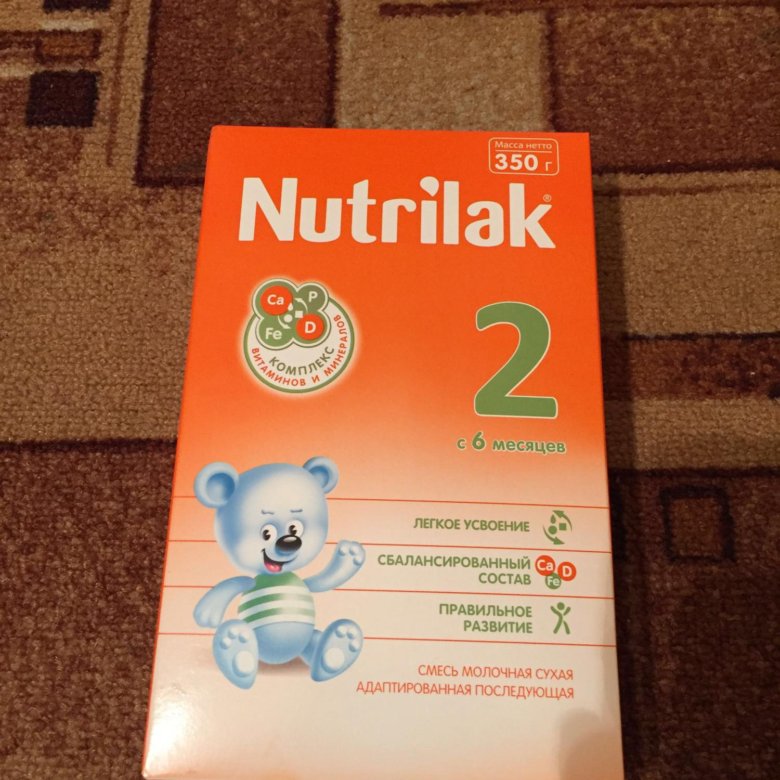 Масса нетто
350 г
Nutrilak®
Ca P
Fe D
КОМПЛЕКС
ВИТАМИНОВ И МИНЕРАЛОВ
2
с 6 месяцев
ЛЕГКОЕ УСВОЕНИЕ
СБАЛАНСИРОВАННЫЙ
СОСТАВ
Ca D
Fe
ПРАВИЛЬНОЕ
РАЗВИТИЕ
СМЕСЬ МОЛОЧНАЯ СУХАЯ
АДАПТИРОВАННАЯ ПОСЛЕДУЮЩАЯ